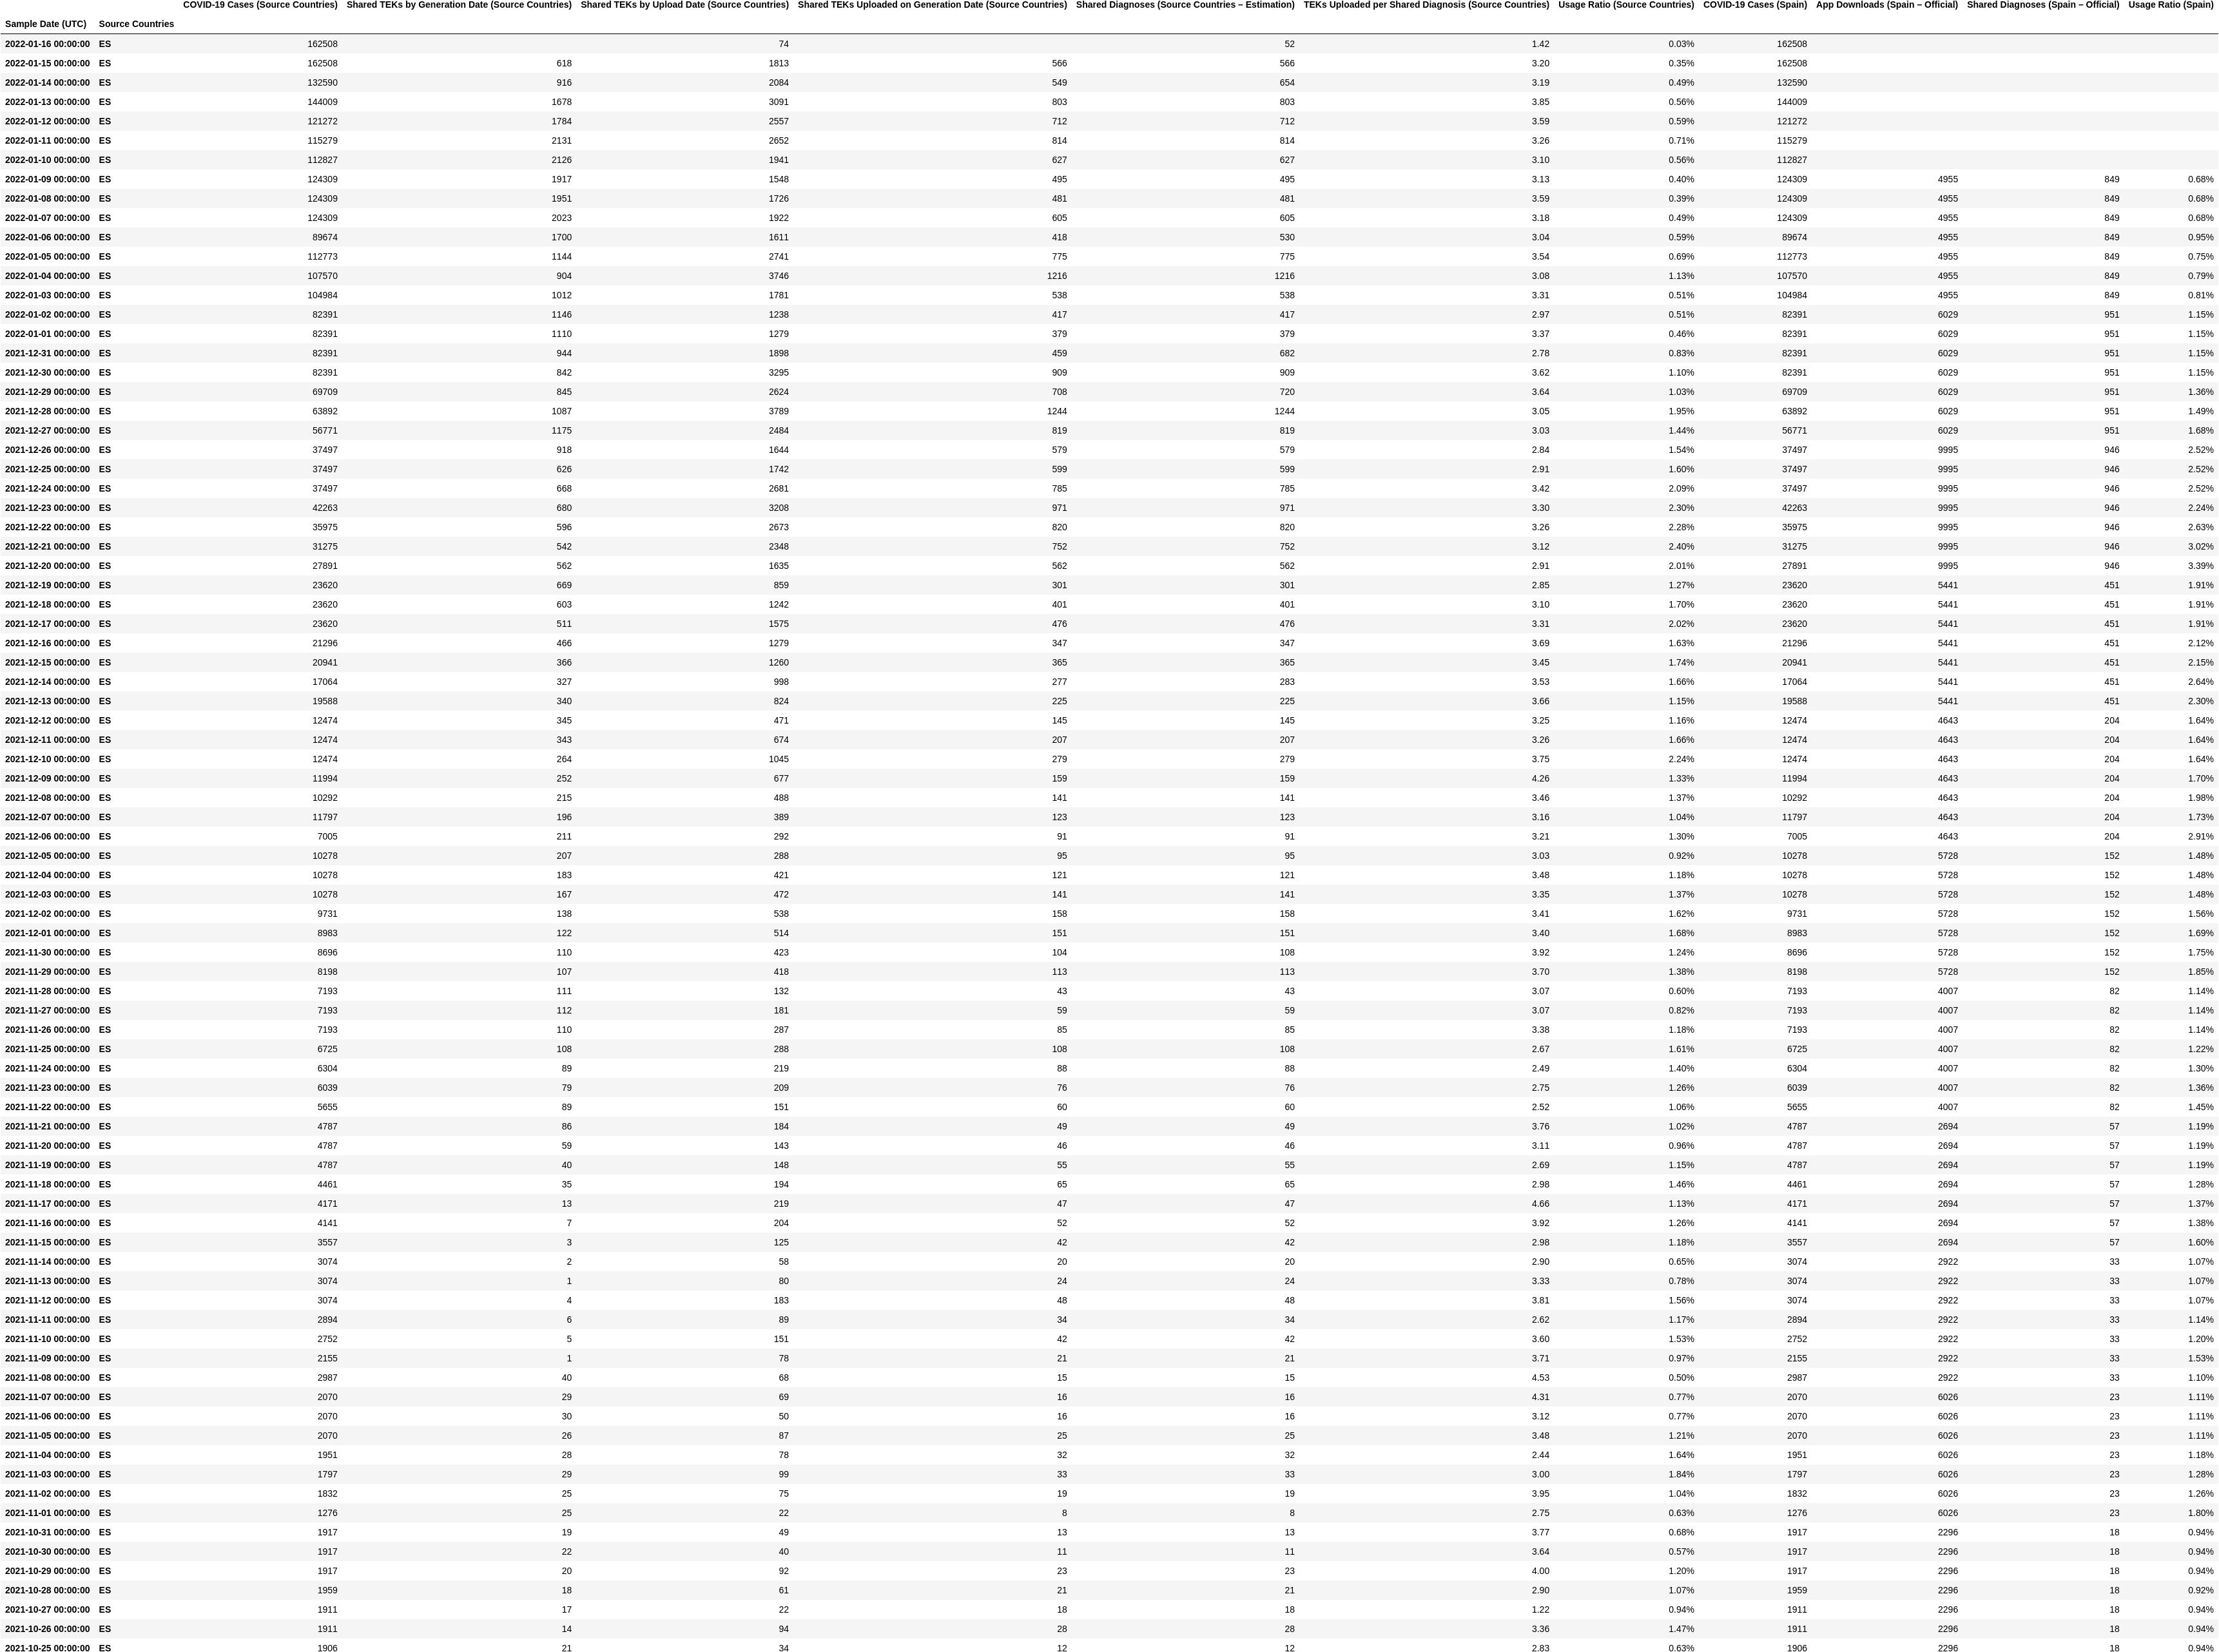 COVID-19 Cases (Source Countries) Shared TEKs by Generation Date (Source Countries) Shared TEKs by Upload Date (Source Countries) Shared TEKs Uploaded on Generation Date (Source Countries) Shared Diagnoses (Source Countries – Estimation) TEKs Uploaded per Shared Diagnosis (Source Countries) Usage Ratio (Source Countries) COVID-19 Cases (Spain) App Downloads (Spain – Official) Shared Diagnoses (Spain – Official) Usage Ratio (Spain)
Sample Date (UTC) Source Countries
2022-01-16 00:00:00 ES 162508 74 52 1.42 0.03% 162508
2022-01-15 00:00:00 ES 162508 618 1813 566 566 3.20 0.35% 162508
2022-01-14 00:00:00 ES 132590 916 2084 549 654 3.19 0.49% 132590
2022-01-13 00:00:00 ES 144009 1678 3091 803 803 3.85 0.56% 144009
2022-01-12 00:00:00 ES 121272 1784 2557 712 712 3.59 0.59% 121272
2022-01-11 00:00:00 ES 115279 2131 2652 814 814 3.26 0.71% 115279
2022-01-10 00:00:00 ES 112827 2126 1941 627 627 3.10 0.56% 112827
2022-01-09 00:00:00 ES 124309 1917 1548 495 495 3.13 0.40% 124309 4955 849 0.68%
2022-01-08 00:00:00 ES 124309 1951 1726 481 481 3.59 0.39% 124309 4955 849 0.68%
2022-01-07 00:00:00 ES 124309 2023 1922 605 605 3.18 0.49% 124309 4955 849 0.68%
2022-01-06 00:00:00 ES 89674 1700 1611 418 530 3.04 0.59% 89674 4955 849 0.95%
2022-01-05 00:00:00 ES 112773 1144 2741 775 775 3.54 0.69% 112773 4955 849 0.75%
2022-01-04 00:00:00 ES 107570 904 3746 1216 1216 3.08 1.13% 107570 4955 849 0.79%
2022-01-03 00:00:00 ES 104984 1012 1781 538 538 3.31 0.51% 104984 4955 849 0.81%
2022-01-02 00:00:00 ES 82391 1146 1238 417 417 2.97 0.51% 82391 6029 951 1.15%
2022-01-01 00:00:00 ES 82391 1110 1279 379 379 3.37 0.46% 82391 6029 951 1.15%
2021-12-31 00:00:00 ES 82391 944 1898 459 682 2.78 0.83% 82391 6029 951 1.15%
2021-12-30 00:00:00 ES 82391 842 3295 909 909 3.62 1.10% 82391 6029 951 1.15%
2021-12-29 00:00:00 ES 69709 845 2624 708 720 3.64 1.03% 69709 6029 951 1.36%
2021-12-28 00:00:00 ES 63892 1087 3789 1244 1244 3.05 1.95% 63892 6029 951 1.49%
2021-12-27 00:00:00 ES 56771 1175 2484 819 819 3.03 1.44% 56771 6029 951 1.68%
2021-12-26 00:00:00 ES 37497 918 1644 579 579 2.84 1.54% 37497 9995 946 2.52%
2021-12-25 00:00:00 ES 37497 626 1742 599 599 2.91 1.60% 37497 9995 946 2.52%
2021-12-24 00:00:00 ES 37497 668 2681 785 785 3.42 2.09% 37497 9995 946 2.52%
2021-12-23 00:00:00 ES 42263 680 3208 971 971 3.30 2.30% 42263 9995 946 2.24%
2021-12-22 00:00:00 ES 35975 596 2673 820 820 3.26 2.28% 35975 9995 946 2.63%
2021-12-21 00:00:00 ES 31275 542 2348 752 752 3.12 2.40% 31275 9995 946 3.02%
2021-12-20 00:00:00 ES 27891 562 1635 562 562 2.91 2.01% 27891 9995 946 3.39%
2021-12-19 00:00:00 ES 23620 669 859 301 301 2.85 1.27% 23620 5441 451 1.91%
2021-12-18 00:00:00 ES 23620 603 1242 401 401 3.10 1.70% 23620 5441 451 1.91%
2021-12-17 00:00:00 ES 23620 511 1575 476 476 3.31 2.02% 23620 5441 451 1.91%
2021-12-16 00:00:00 ES 21296 466 1279 347 347 3.69 1.63% 21296 5441 451 2.12%
2021-12-15 00:00:00 ES 20941 366 1260 365 365 3.45 1.74% 20941 5441 451 2.15%
2021-12-14 00:00:00 ES 17064 327 998 277 283 3.53 1.66% 17064 5441 451 2.64%
2021-12-13 00:00:00 ES 19588 340 824 225 225 3.66 1.15% 19588 5441 451 2.30%
2021-12-12 00:00:00 ES 12474 345 471 145 145 3.25 1.16% 12474 4643 204 1.64%
2021-12-11 00:00:00 ES 12474 343 674 207 207 3.26 1.66% 12474 4643 204 1.64%
2021-12-10 00:00:00 ES 12474 264 1045 279 279 3.75 2.24% 12474 4643 204 1.64%
2021-12-09 00:00:00 ES 11994 252 677 159 159 4.26 1.33% 11994 4643 204 1.70%
2021-12-08 00:00:00 ES 10292 215 488 141 141 3.46 1.37% 10292 4643 204 1.98%
2021-12-07 00:00:00 ES 11797 196 389 123 123 3.16 1.04% 11797 4643 204 1.73%
2021-12-06 00:00:00 ES 7005 211 292 91 91 3.21 1.30% 7005 4643 204 2.91%
2021-12-05 00:00:00 ES 10278 207 288 95 95 3.03 0.92% 10278 5728 152 1.48%
2021-12-04 00:00:00 ES 10278 183 421 121 121 3.48 1.18% 10278 5728 152 1.48%
2021-12-03 00:00:00 ES 10278 167 472 141 141 3.35 1.37% 10278 5728 152 1.48%
2021-12-02 00:00:00 ES 9731 138 538 158 158 3.41 1.62% 9731 5728 152 1.56%
2021-12-01 00:00:00 ES 8983 122 514 151 151 3.40 1.68% 8983 5728 152 1.69%
2021-11-30 00:00:00 ES 8696 110 423 104 108 3.92 1.24% 8696 5728 152 1.75%
2021-11-29 00:00:00 ES 8198 107 418 113 113 3.70 1.38% 8198 5728 152 1.85%
2021-11-28 00:00:00 ES 7193 111 132 43 43 3.07 0.60% 7193 4007 82 1.14%
2021-11-27 00:00:00 ES 7193 112 181 59 59 3.07 0.82% 7193 4007 82 1.14%
2021-11-26 00:00:00 ES 7193 110 287 85 85 3.38 1.18% 7193 4007 82 1.14%
2021-11-25 00:00:00 ES 6725 108 288 108 108 2.67 1.61% 6725 4007 82 1.22%
2021-11-24 00:00:00 ES 6304 89 219 88 88 2.49 1.40% 6304 4007 82 1.30%
2021-11-23 00:00:00 ES 6039 79 209 76 76 2.75 1.26% 6039 4007 82 1.36%
2021-11-22 00:00:00 ES 5655 89 151 60 60 2.52 1.06% 5655 4007 82 1.45%
2021-11-21 00:00:00 ES 4787 86 184 49 49 3.76 1.02% 4787 2694 57 1.19%
2021-11-20 00:00:00 ES 4787 59 143 46 46 3.11 0.96% 4787 2694 57 1.19%
2021-11-19 00:00:00 ES 4787 40 148 55 55 2.69 1.15% 4787 2694 57 1.19%
2021-11-18 00:00:00 ES 4461 35 194 65 65 2.98 1.46% 4461 2694 57 1.28%
2021-11-17 00:00:00 ES 4171 13 219 47 47 4.66 1.13% 4171 2694 57 1.37%
2021-11-16 00:00:00 ES 4141 7 204 52 52 3.92 1.26% 4141 2694 57 1.38%
2021-11-15 00:00:00 ES 3557 3 125 42 42 2.98 1.18% 3557 2694 57 1.60%
2021-11-14 00:00:00 ES 3074 2 58 20 20 2.90 0.65% 3074 2922 33 1.07%
2021-11-13 00:00:00 ES 3074 1 80 24 24 3.33 0.78% 3074 2922 33 1.07%
2021-11-12 00:00:00 ES 3074 4 183 48 48 3.81 1.56% 3074 2922 33 1.07%
2021-11-11 00:00:00 ES 2894 6 89 34 34 2.62 1.17% 2894 2922 33 1.14%
2021-11-10 00:00:00 ES 2752 5 151 42 42 3.60 1.53% 2752 2922 33 1.20%
2021-11-09 00:00:00 ES 2155 1 78 21 21 3.71 0.97% 2155 2922 33 1.53%
2021-11-08 00:00:00 ES 2987 40 68 15 15 4.53 0.50% 2987 2922 33 1.10%
2021-11-07 00:00:00 ES 2070 29 69 16 16 4.31 0.77% 2070 6026 23 1.11%
2021-11-06 00:00:00 ES 2070 30 50 16 16 3.12 0.77% 2070 6026 23 1.11%
2021-11-05 00:00:00 ES 2070 26 87 25 25 3.48 1.21% 2070 6026 23 1.11%
2021-11-04 00:00:00 ES 1951 28 78 32 32 2.44 1.64% 1951 6026 23 1.18%
2021-11-03 00:00:00 ES 1797 29 99 33 33 3.00 1.84% 1797 6026 23 1.28%
2021-11-02 00:00:00 ES 1832 25 75 19 19 3.95 1.04% 1832 6026 23 1.26%
2021-11-01 00:00:00 ES 1276 25 22 8 8 2.75 0.63% 1276 6026 23 1.80%
2021-10-31 00:00:00 ES 1917 19 49 13 13 3.77 0.68% 1917 2296 18 0.94%
2021-10-30 00:00:00 ES 1917 22 40 11 11 3.64 0.57% 1917 2296 18 0.94%
2021-10-29 00:00:00 ES 1917 20 92 23 23 4.00 1.20% 1917 2296 18 0.94%
2021-10-28 00:00:00 ES 1959 18 61 21 21 2.90 1.07% 1959 2296 18 0.92%
2021-10-27 00:00:00 ES 1911 17 22 18 18 1.22 0.94% 1911 2296 18 0.94%
2021-10-26 00:00:00 ES 1911 14 94 28 28 3.36 1.47% 1911 2296 18 0.94%
2021-10-25 00:00:00 ES 1906 21 34 12 12 2.83 0.63% 1906 2296 18 0.94%